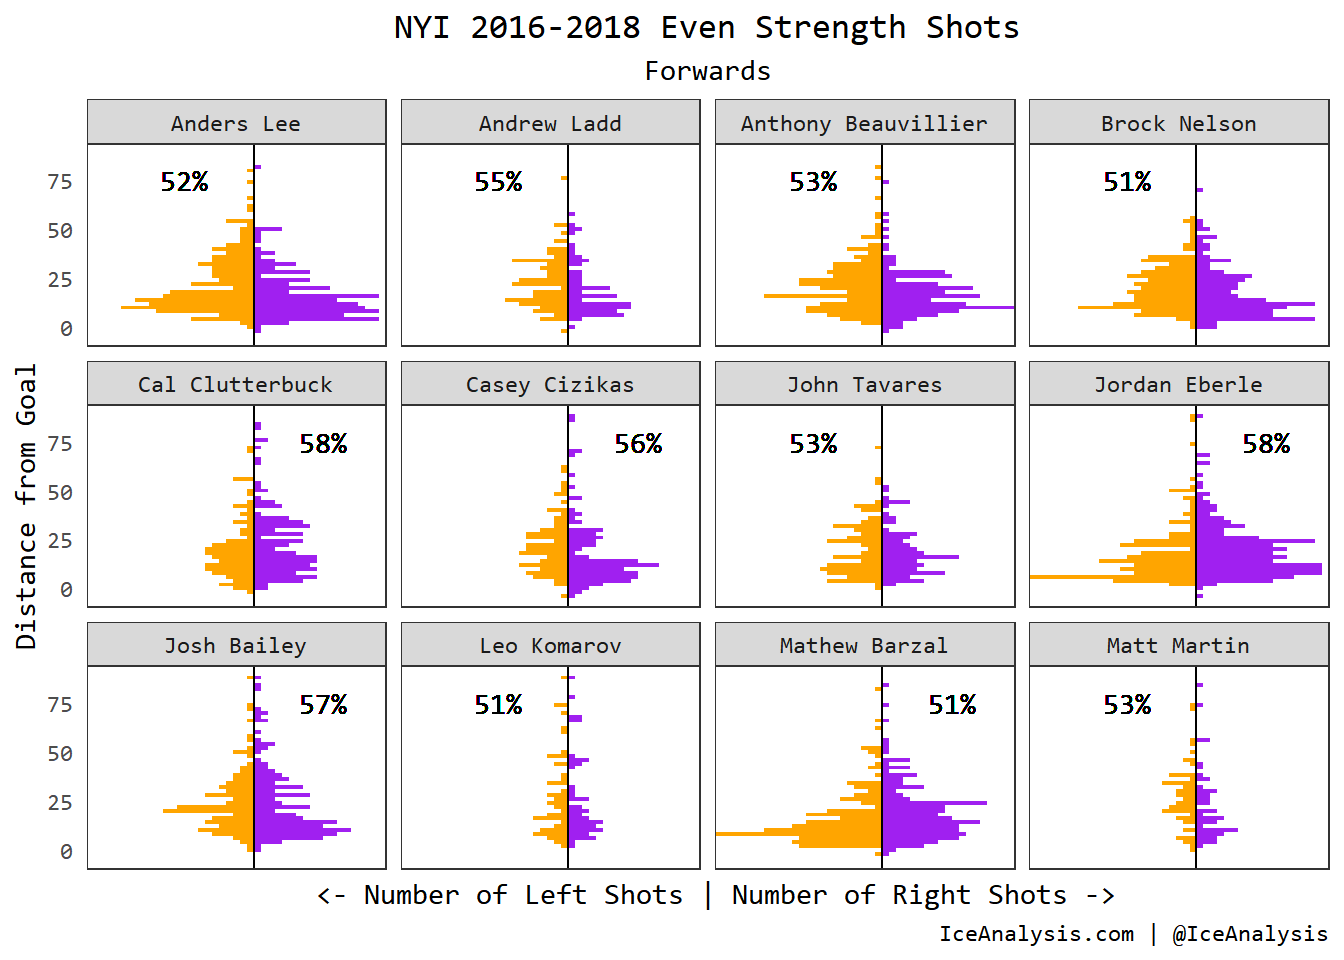 NYI 2016-2018 Even Strength Shots
Forwards
Anders Lee
Andrew Ladd
Anthony Beauvillier
Brock Nelson
52%
55%
53%
51%
75
50
25
0
Cal Clutterbuck
Casey Cizikas
John Tavares
Jordan Eberle
58%
56%
53%
58%
75
50
25
0
Distance from Goal
Josh Bailey
Leo Komarov
Mathew Barzal
Matt Martin
57%
51%
51%
53%
75
50
25
0
<- Number of Left Shots | Number of Right Shots ->
IceAnalysis.com | @IceAnalysis